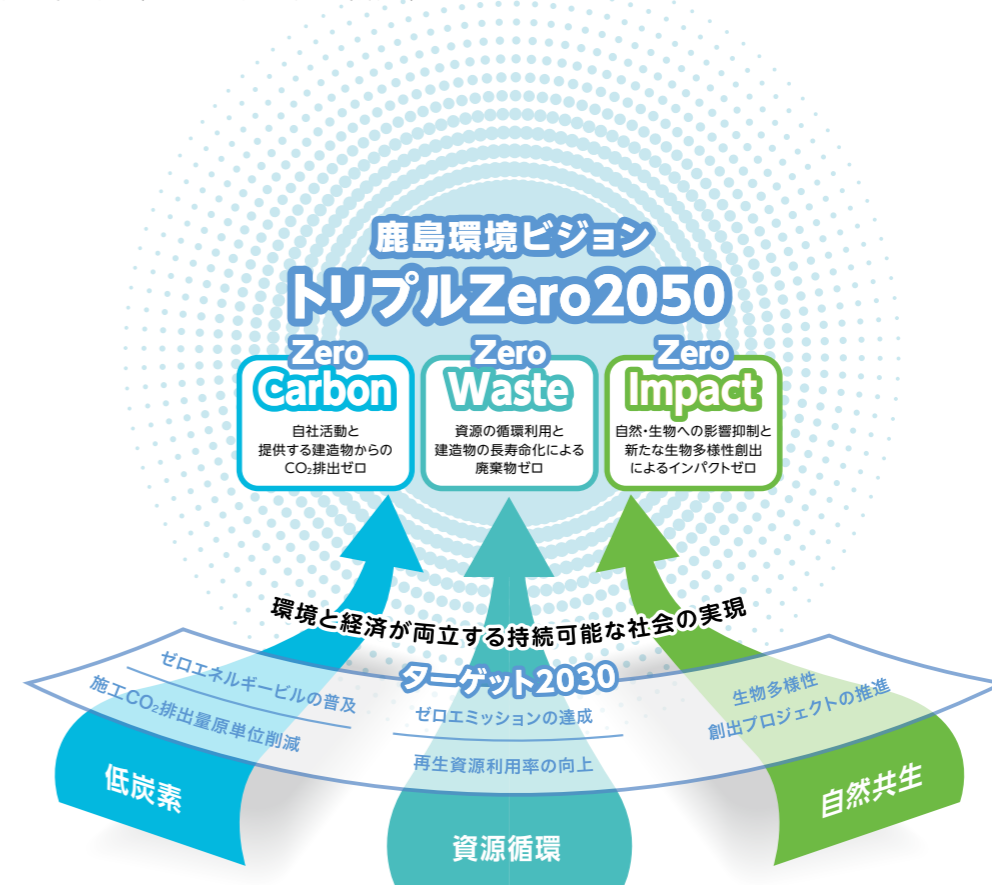 鹿島環境ビジョン
トリプルZero2050
Zero
Carbon
自社活動と
提供する建造物からの
CO₂排出ゼロ
Zero
Waste
資源の循環利用と
建造物の長寿命化による
廃棄物ゼロ
Zero
Impact
自然・生物への影響抑制と
新たな生物多様性創出
によるインパクトゼロ
環境と経済が両立する持続可能な社会の実現
ターゲット2030
ゼロエネルギービルの普及
施工CO₂排出量原単位削減
ゼロエミッションの達成
再生資源利用率の向上
生物多様性
創出プロジェクトの推進
低炭素
資源循環
自然共生